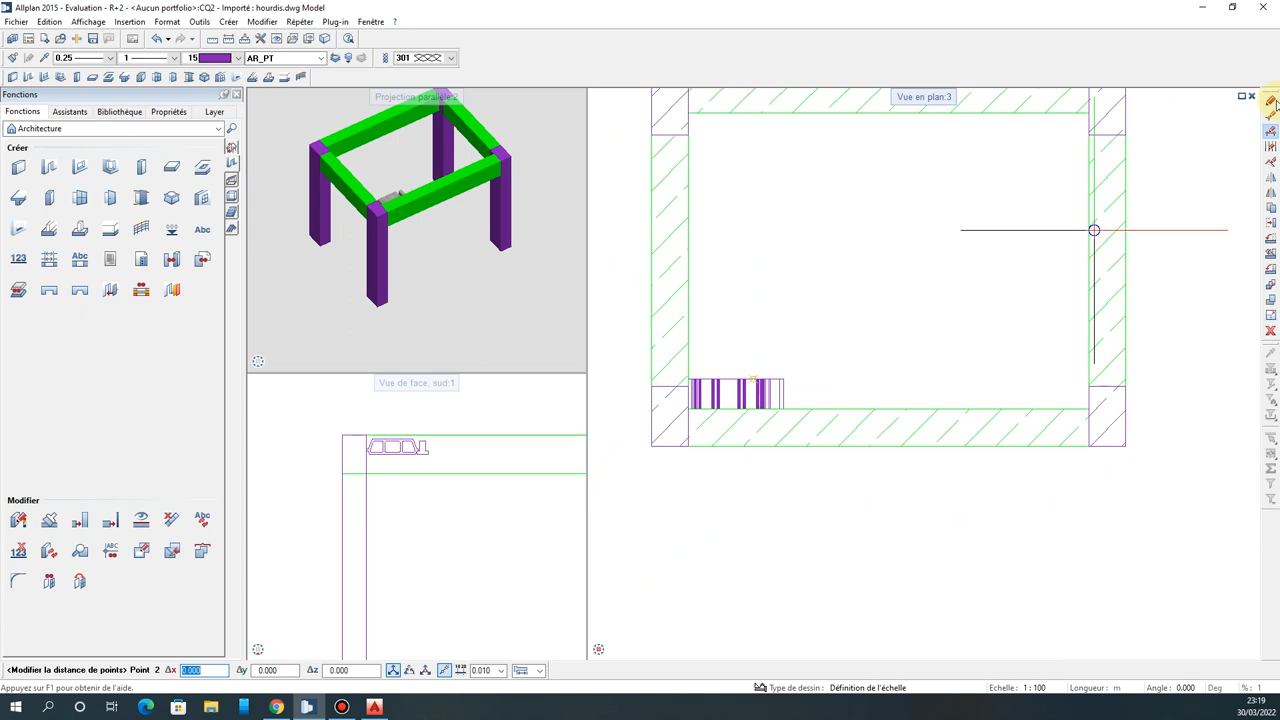 Allplan 2015 - Evaluation - R+2 - <Aucun portfolio>:CQ2 - Importé : hourdis.dwg Model
Fichier Edition Affichage Insertion Format Outils Créer Modifier Répéter Plug-in Fenêtre ?
0.25 1 15 AR_PT 301
Fonctions
Fonctions Assistants Bibliothèque Propriétés Layer
Architecture
Créer
Abc
123 Abc
Modifier
Abc
123 ABC
Projection parallèle:2
Vue en plan:3
Vue de face, sud:1
<Modifier la distance de points> Point 2 Δx 0.000 Δy 0.000 Δz 0.000 0.010
Appuyez sur F1 pour obtenir de l'aide. Type de dessin : Définition de l'échelle Echelle : 1 : 100 Longueur : m Angle : 0.000 Deg % : 1
23:19
30/03/2022